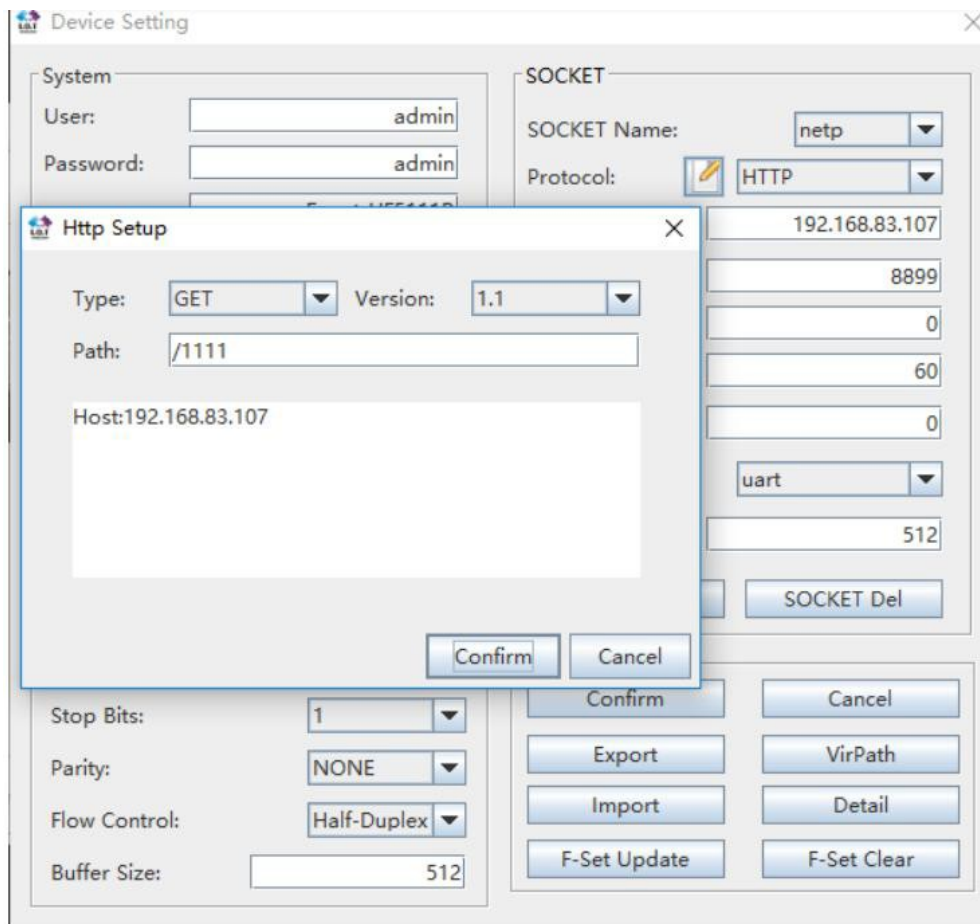 Device Setting
System
User: admin
Password: admin
SOCKET
SOCKET Name: netp
Protocol: HTTP
192.168.83.107
8899
0
60
0
uart
512
SOCKET Del
Http Setup
Type: GET Version: 1.1
Path: /1111
Host:192.168.83.107
Confirm Cancel
Stop Bits: 1
Parity: NONE
Flow Control: Half-Duplex
Buffer Size: 512
Confirm Cancel
Export VirPath
Import Detail
F-Set Update F-Set Clear